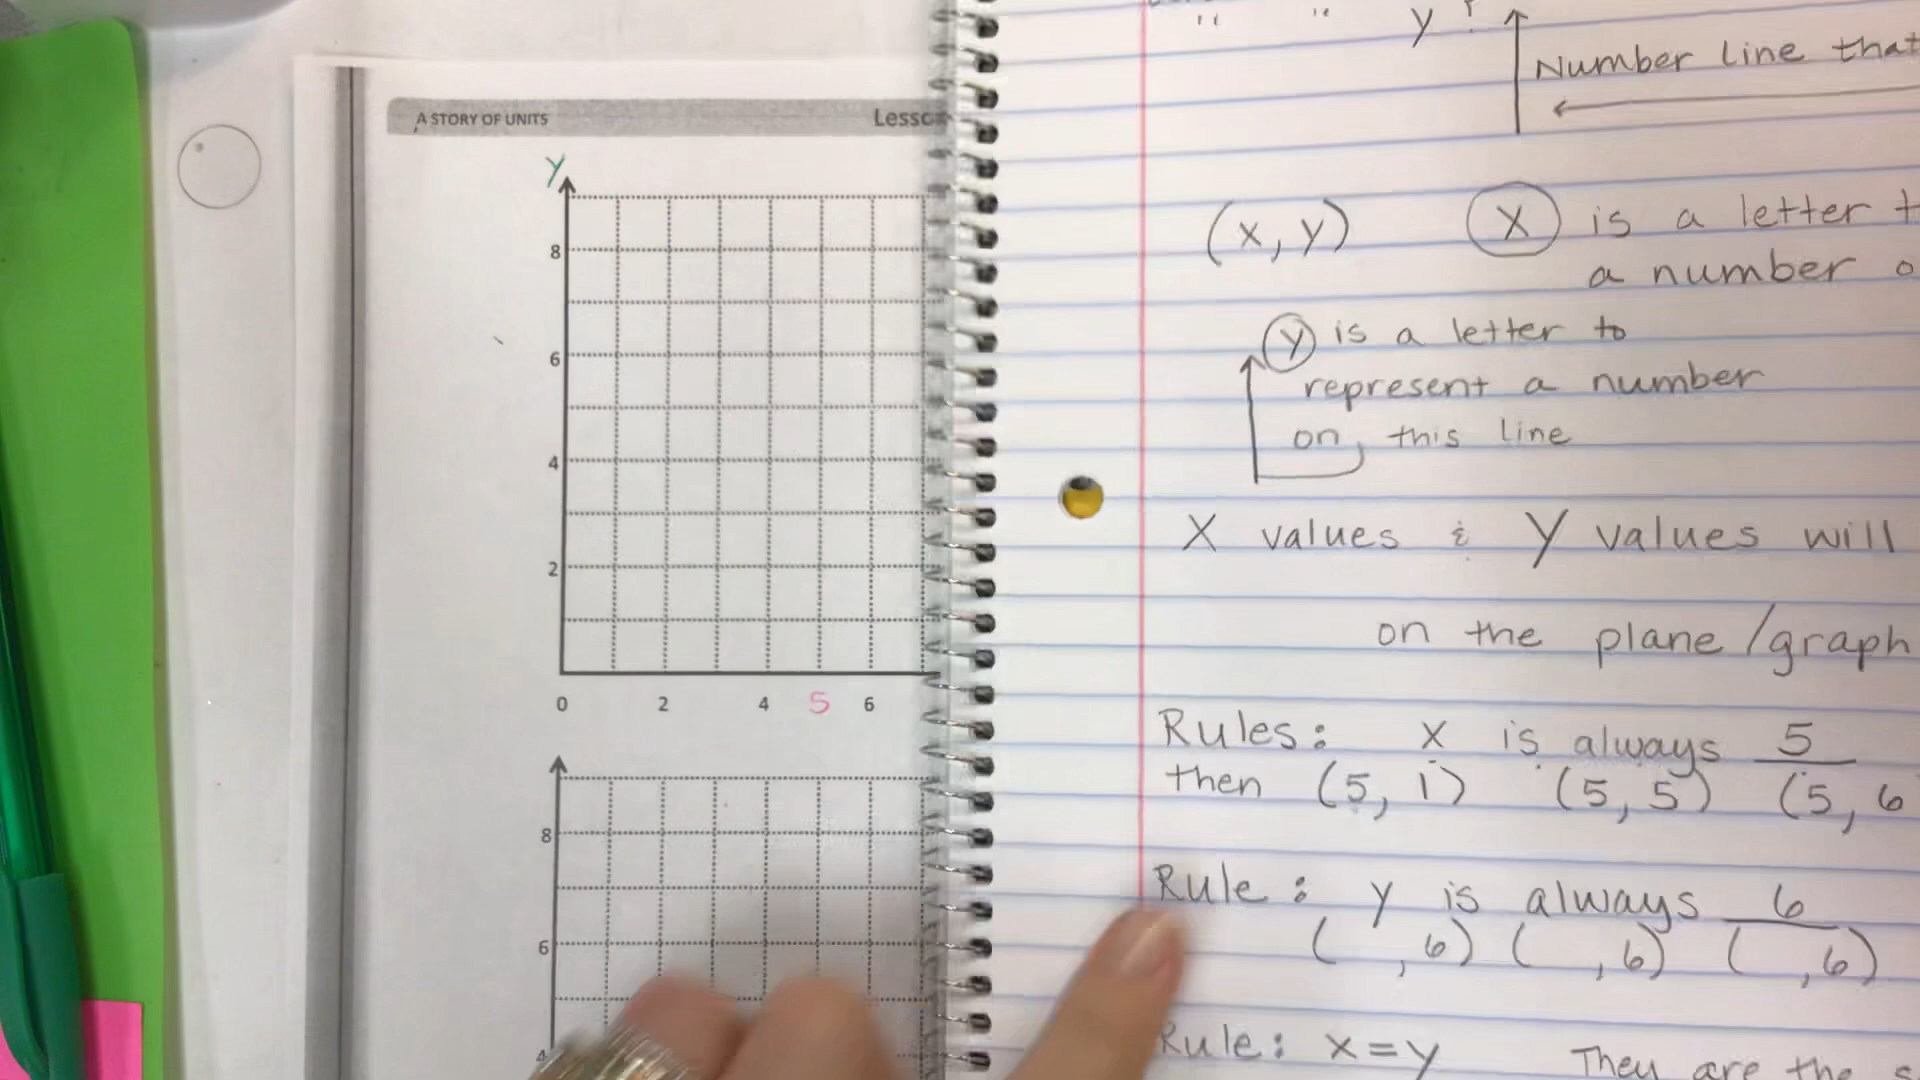 A STORY OF UNITS
Y
8
6
4
2
0 2 4 5 6
8
6
4
" " y ?
Number line that
(x, y) X is a letter
a number
y is a letter to
represent a number
on this line
X values & Y values will
on the plane/graph
Rules: x is always 5
then (5, 1) (5, 5) (5, 6
Rule: y is always 6
( , 6) ( , 6) ( , 6)
Rule: x=y They are the